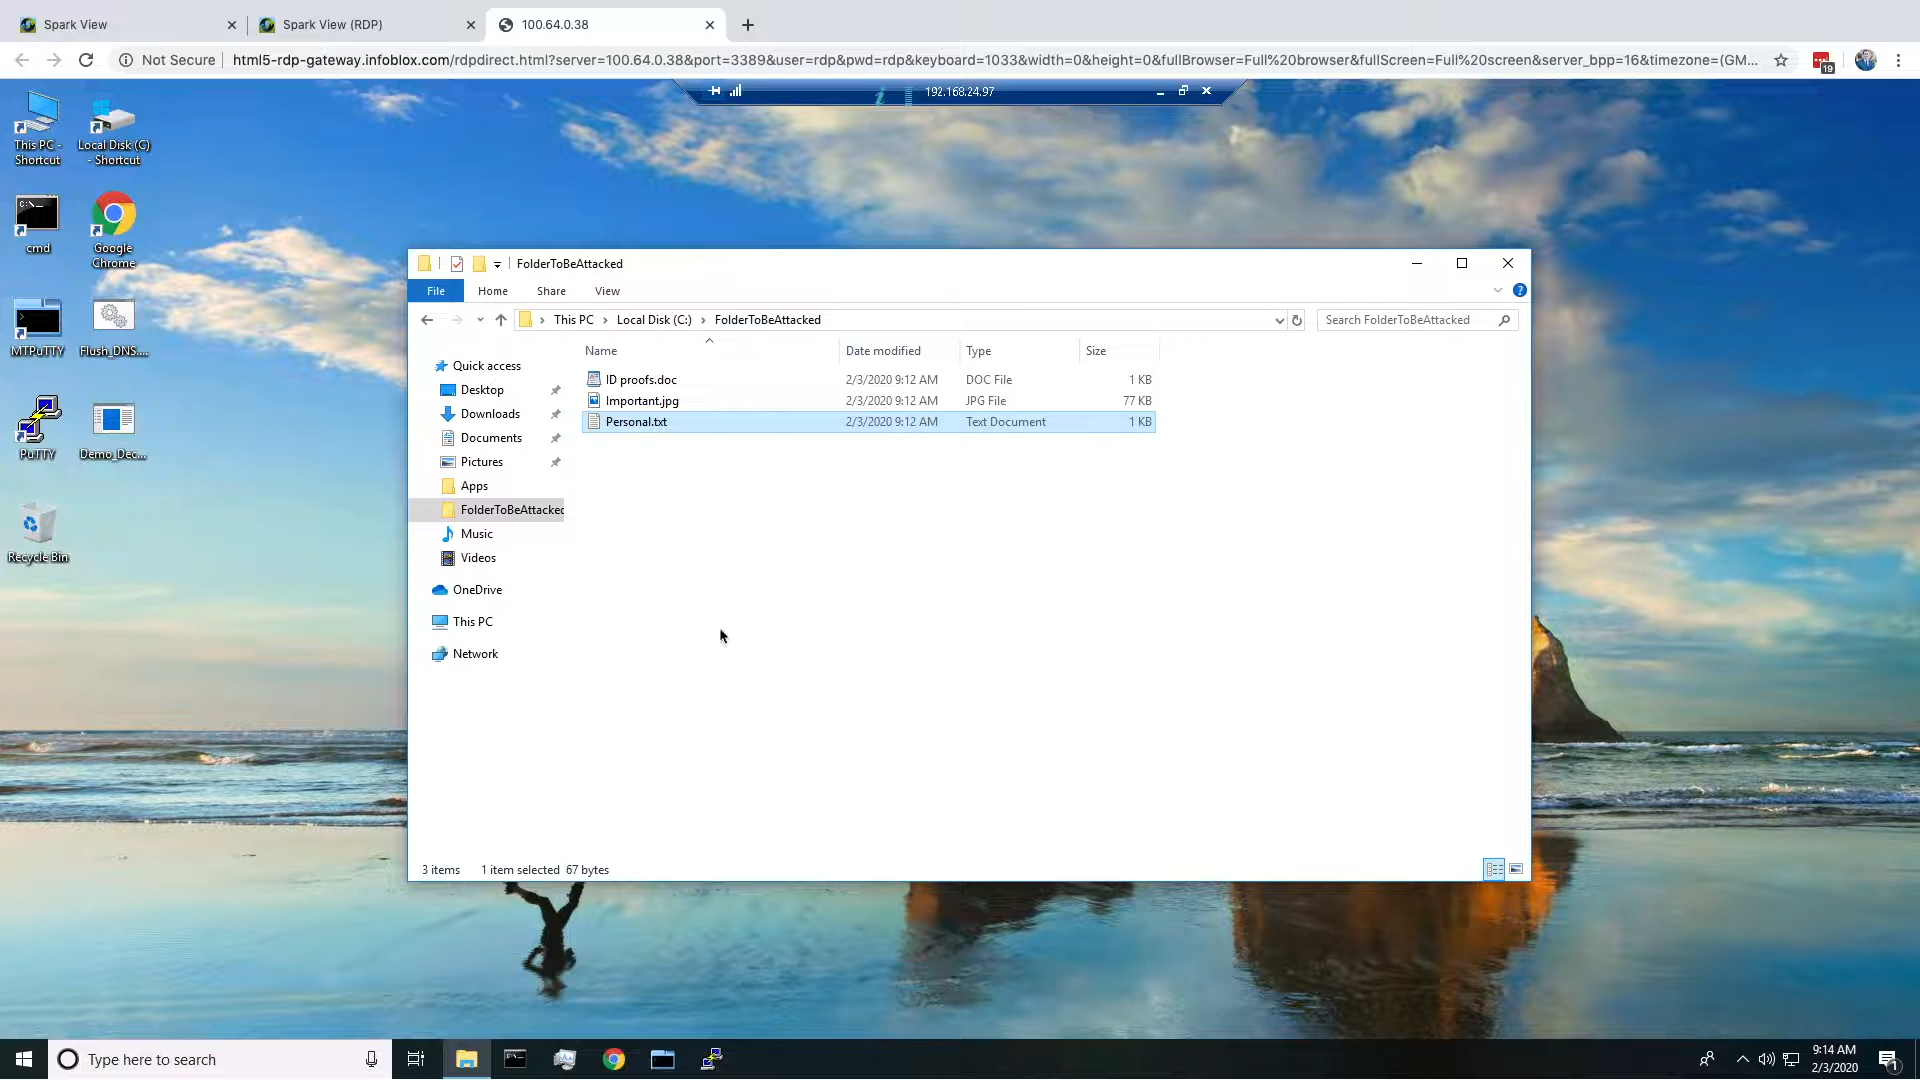 Spark View
Spark View (RDP)
100.64.0.38
Not Secure
html5-rdp-gateway.infoblox.com/rdpdirect.html?server=100.64.0.38&port=3389&user=rdp&pwd=rdp&keyboard=1033&width=0&height=0&fullBrowser=Full%20browser&fullScreen=Full%20screen&server_bpp=16&timezone=(GM...
19
192.168.24.97
This PC - Shortcut
Local Disk (C) - Shortcut
cmd
Google Chrome
MTPuTTY
Flush_DNS....
PuTTY
Demo_Dec...
Recycle Bin
FolderToBeAttacked
File Home Share View
This PC > Local Disk (C:) > FolderToBeAttacked
Search FolderToBeAttacked
Name Date modified Type Size
ID proofs.doc 2/3/2020 9:12 AM DOC File 1 KB
Important.jpg 2/3/2020 9:12 AM JPG File 77 KB
Personal.txt 2/3/2020 9:12 AM Text Document 1 KB
Quick access
Desktop
Downloads
Documents
Pictures
Apps
FolderToBeAttacked
Music
Videos
OneDrive
This PC
Network
3 items 1 item selected 67 bytes
Type here to search
9:14 AM
2/3/2020
1